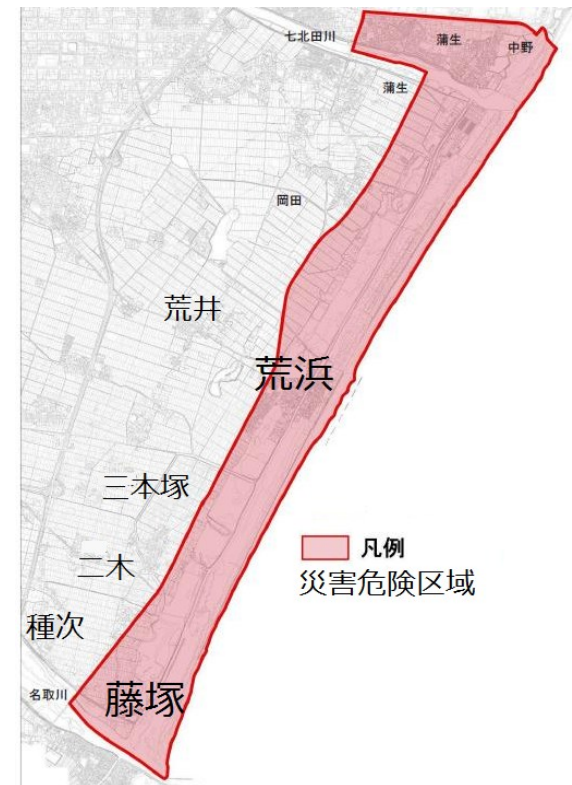 七北田川
蒲生
中野
蒲生
岡田
荒井
荒浜
三本塚
二木
種次
名取川
藤塚
凡例
災害危険区域